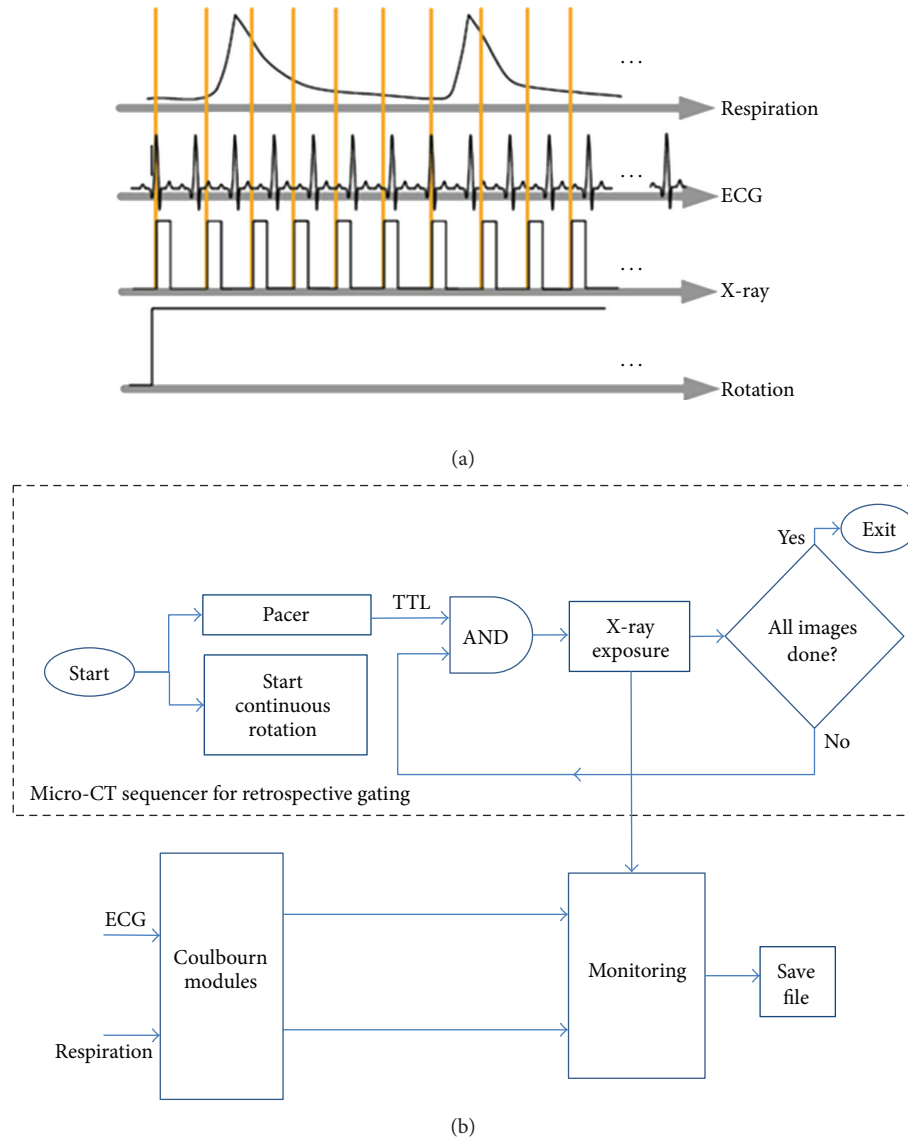 ...
Respiration
...
ECG
...
X-ray
...
Rotation
(a)
Yes
Exit
Pacer
TTL
AND
X-ray
exposure
All images
done?
Start
Start
continuous
rotation
No
Micro-CT sequencer for retrospective gating
ECG
Coulbourn
modules
Monitoring
Save
file
Respiration
(b)